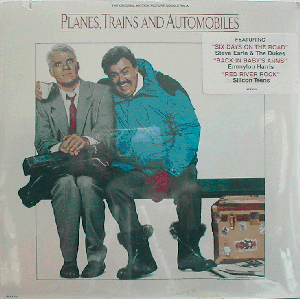 THE ORIGINAL MOTION PICTURE SOUNDTRACK
PLANES, TRAINS AND AUTOMOBILES
FEATURING
"SIX DAYS ON THE ROAD"
Steve Earle & The Dukes
"BACK IN BABY'S ARMS"
Emmylou Harris
"RED RIVER ROCK"
Silicon Teens